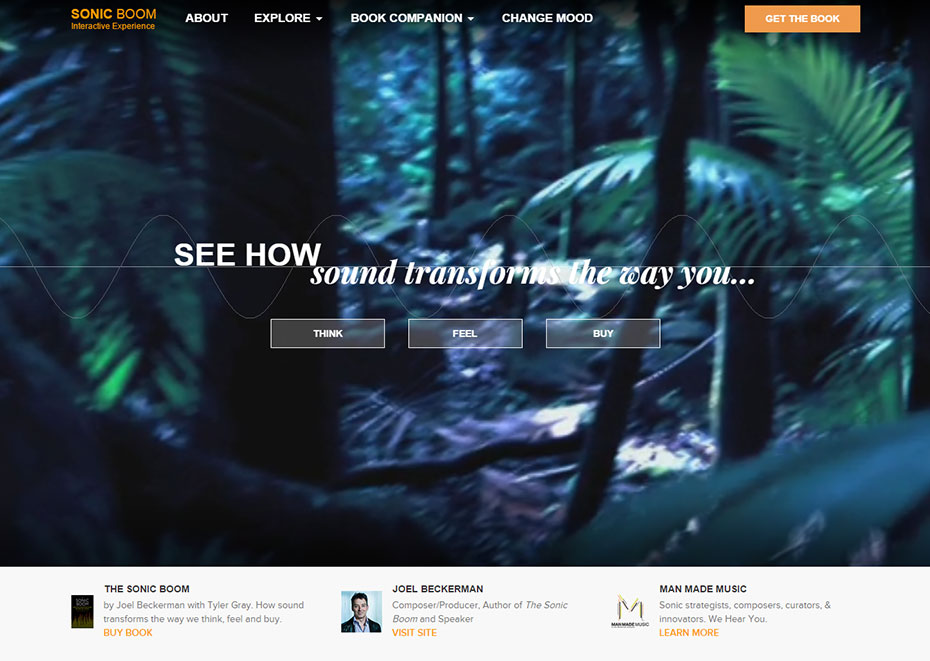 SONIC BOOM
Interactive Experience
ABOUT
EXPLORE
BOOK COMPANION
CHANGE MOOD
GET THE BOOK
SEE HOW
sound transforms the way you...
THINK
FEEL
BUY
THE SONIC BOOM
by Joel Beckerman with Tyler Gray. How sound
transforms the way we think, feel and buy.
BUY BOOK
JOEL BECKERMAN
Composer/Producer, Author of The Sonic
Boom and Speaker
VISIT SITE
MAN MADE MUSIC
MAN MADE MUSIC
Sonic strategists, composers, curators, &
innovators. We Hear You.
LEARN MORE